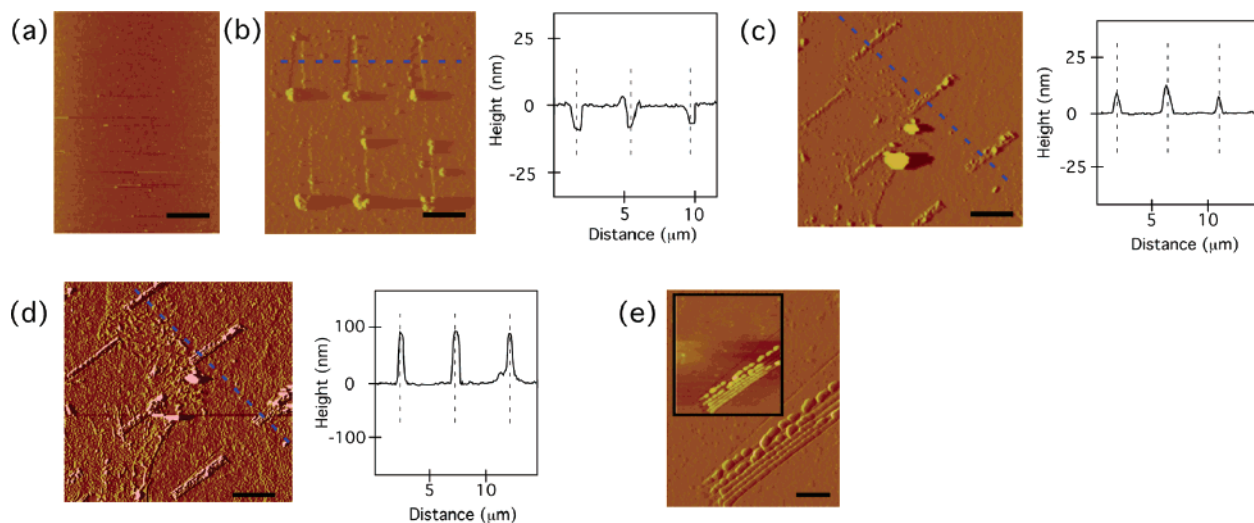 (a)
(b)
25
0
-25
Height (nm)
5
10
Distance (μm)
(c)
25
0
-25
Height (nm)
5
10
Distance (μm)
(d)
100
0
-100
Height (nm)
5
10
Distance (μm)
(e)